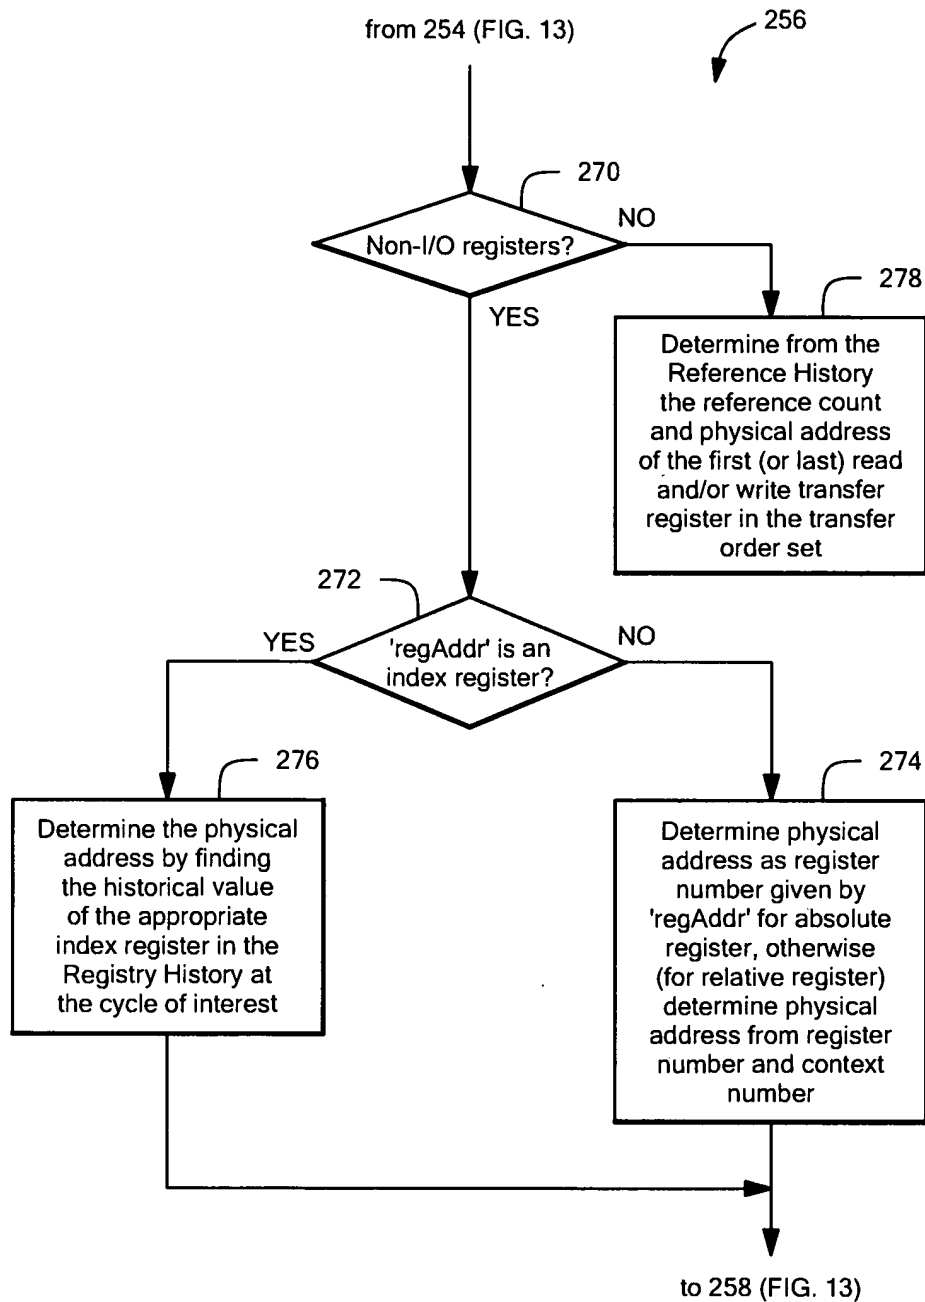 from 254 (FIG. 13)
256
270
Non-I/O registers?
NO
YES
278
Determine from the
Reference History
the reference count
and physical address
of the first (or last) read
and/or write transfer
register in the transfer
order set
272
'regAddr' is an
index register?
YES
NO
276
Determine the physical
address by finding
the historical value
of the appropriate
index register in the
Registry History at
the cycle of interest
274
Determine physical
address as register
number given by
'regAddr' for absolute
register, otherwise
(for relative register)
determine physical
address from register
number and context
number
to 258 (FIG. 13)